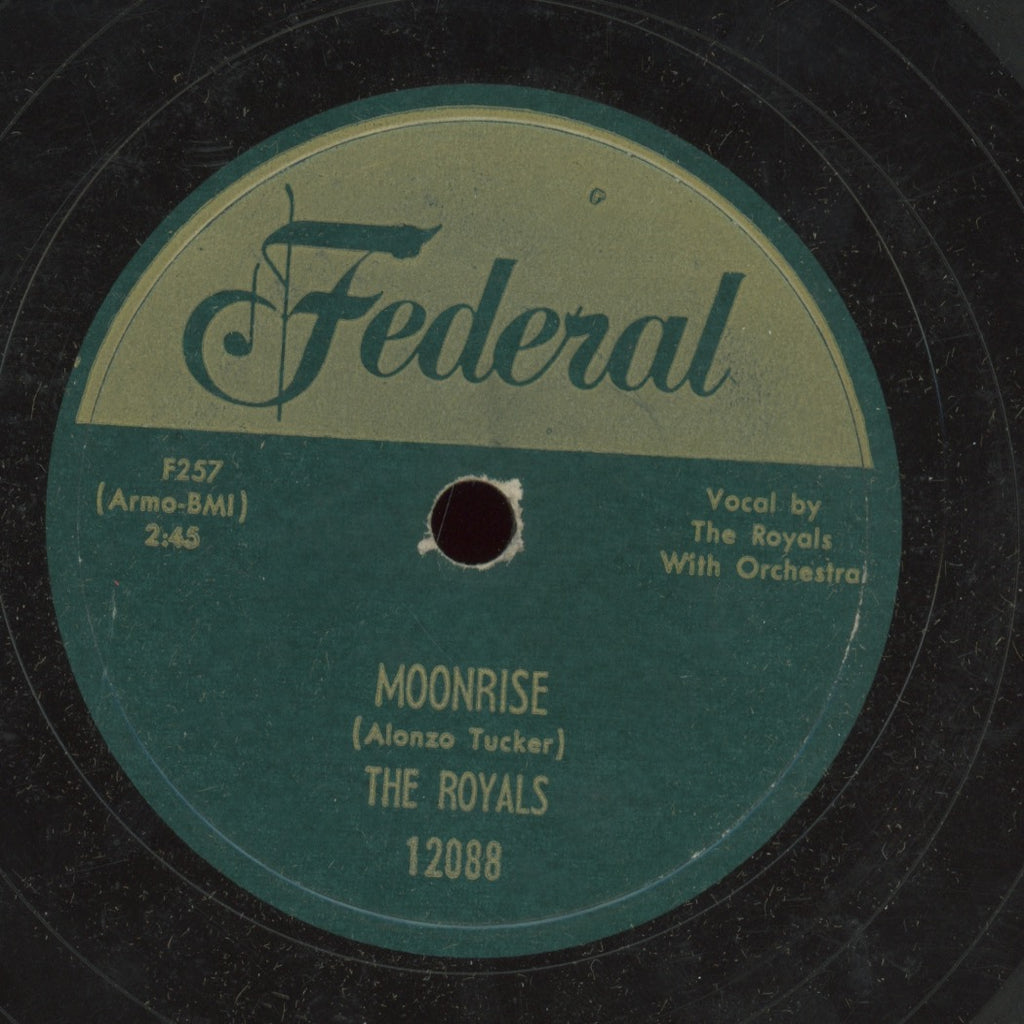 Federal
F257
(Armo-BMI)
2:45
Vocal by
The Royals
With Orchestra
MOONRISE
(Alonzo Tucker)
THE ROYALS
12088